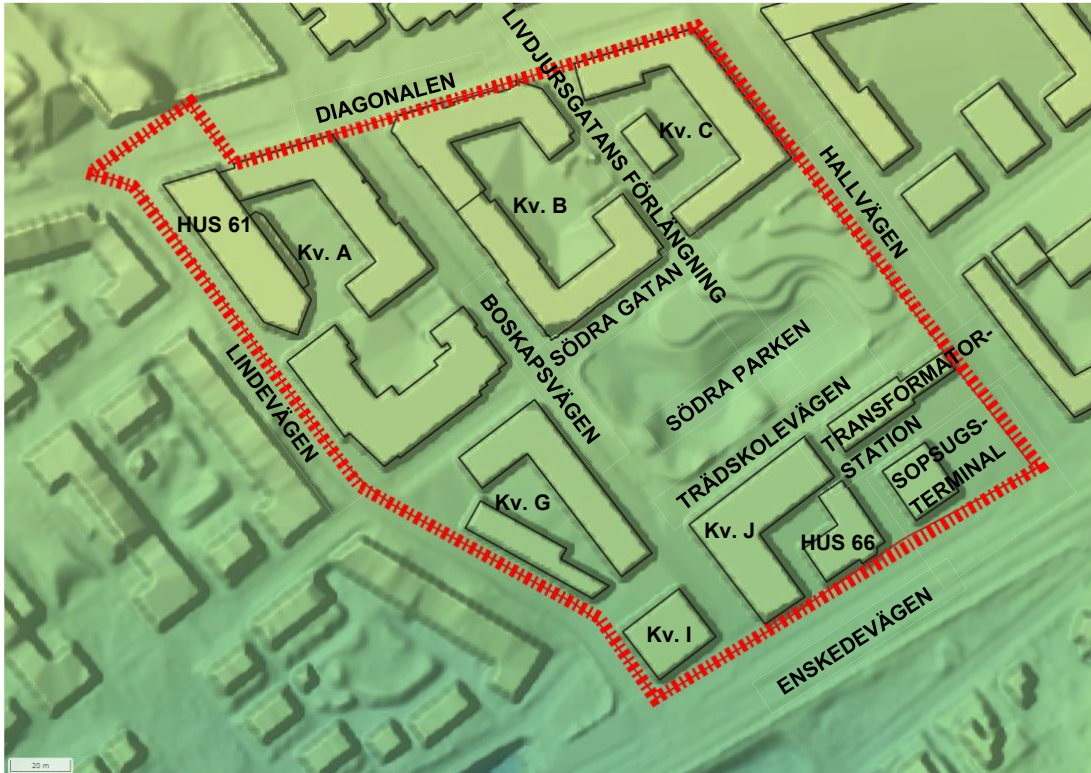 LIVDJURSGATANS FÖRLÄNGNING
DIAGONALEN
Kv. C
HALLVÄGEN
HUS 61
Kv. B
Kv. A
BOSKAPSVÄGEN
SÖDRA GATAN
LINDEVÄGEN
SÖDRA PARKEN
TRÄDSKOLEVÄGEN
TRANSFORMATOR-
STATION
SOPSUGS-
TERMINAL
Kv. G
Kv. J
HUS 66
Kv. I
ENSKEDEVÄGEN
20 m